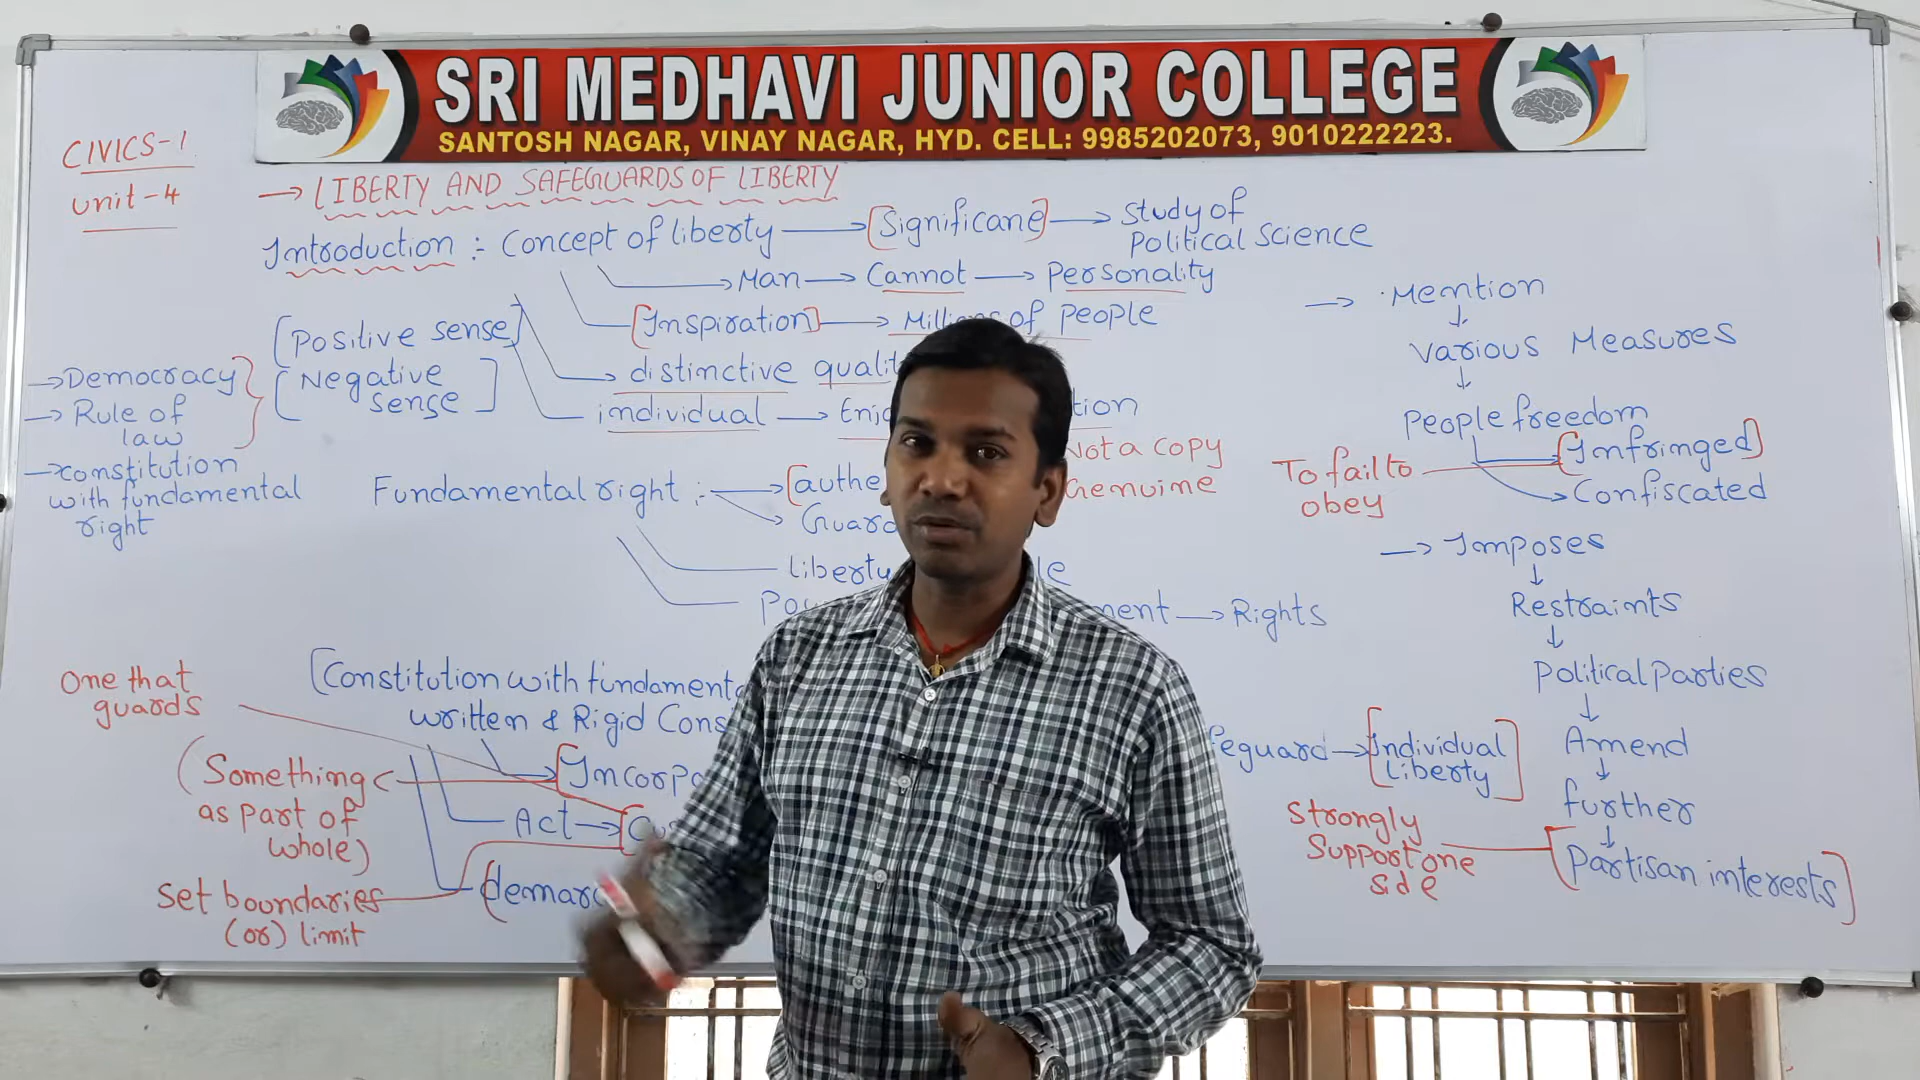 SRI MEDHAVI JUNIOR COLLEGE
SANTOSH NAGAR, VINAY NAGAR, HYD. CELL: 9985202073, 9010222223.
CIVICS-1
unit-4
→ LIBERTY AND SAFEGUARDS OF LIBERTY
Introduction :- Concept of liberty → [Significane] → Study of
Political Science
→ Man → Cannot → Personality
[Inspiration] → Millions of people
→ distinctive
individual →
[Positive sense]
[Negative
sense]
→ Democracy
→ Rule of
law
→ constitution
with fundamental
right
Fundamental right :-
Not a copy
Genuine
→ Rights
One that
guards
[Constitution with
written & Rigid
(Something
as part of
whole)
Act →
set boundaries
(or) limit
→ Mention
↓
Various Measures
↓
People freedom
→ [Infringed]
→ Confiscated
To fail to
obey
→ Imposes
↓
Restraints
↓
Political Parties
↓
Amend
↓
further
↓
[Partisan interests]
→ [Individual
liberty]
Strongly
Support one
side